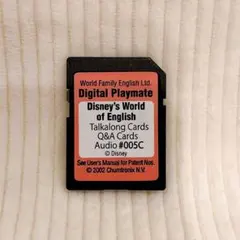 World Family English Ltd.
Digital Playmate
Disney's World
of English
Talkalong Cards
Q&A Cards
Audio #005C
© Disney
See User's Manual for Patent Nos.
© 2002 Chumtronix N.V.